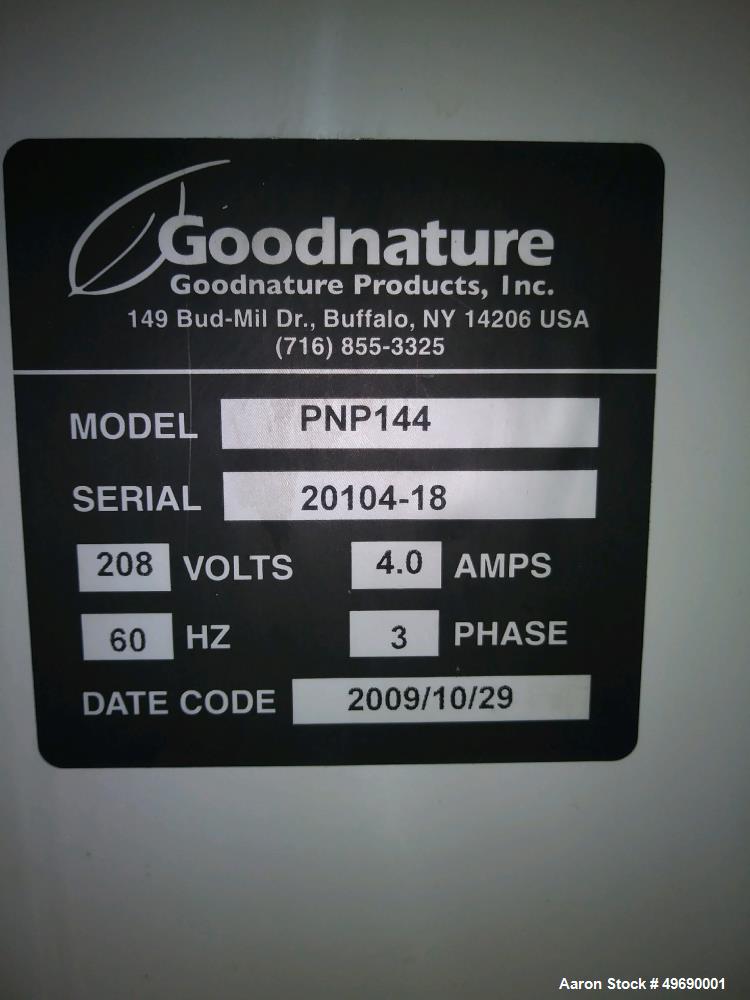 Goodnature
Goodnature Products, Inc.
149 Bud-Mil Dr., Buffalo, NY 14206 USA
(716) 855-3325
MODEL PNP144
SERIAL 20104-18
208 VOLTS 4.0 AMPS
60 HZ 3 PHASE
DATE CODE 2009/10/29
Aaron Stock # 49690001